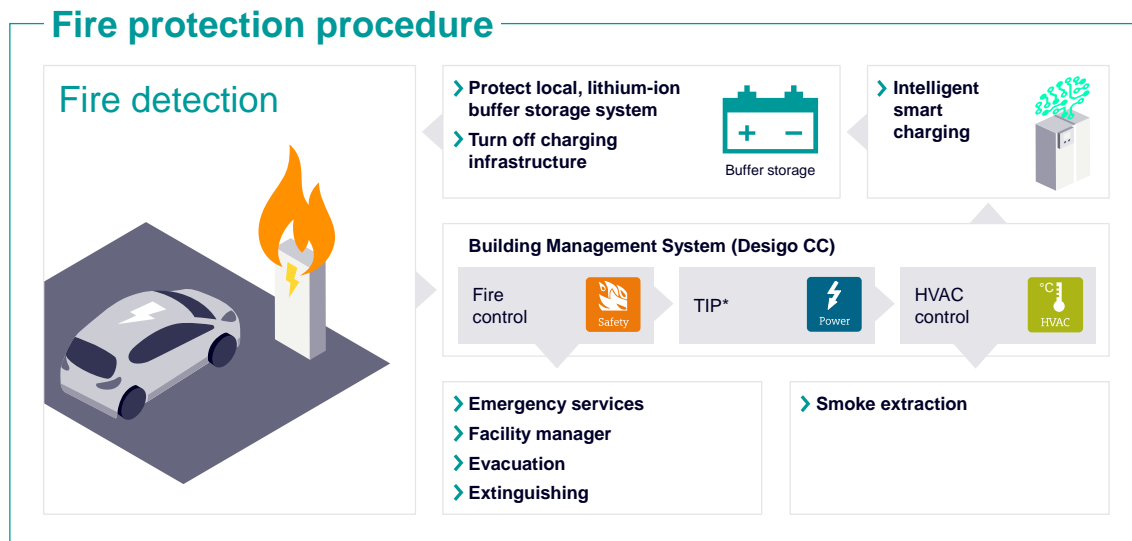 Fire protection procedure
Fire detection
Protect local, lithium-ion
buffer storage system
Turn off charging
infrastructure
+ −
Buffer storage
Intelligent
smart
charging
Building Management System (Desigo CC)
Fire
control
Safety
TIP*
Power
HVAC
control
°C
HVAC
Emergency services
Facility manager
Evacuation
Extinguishing
Smoke extraction